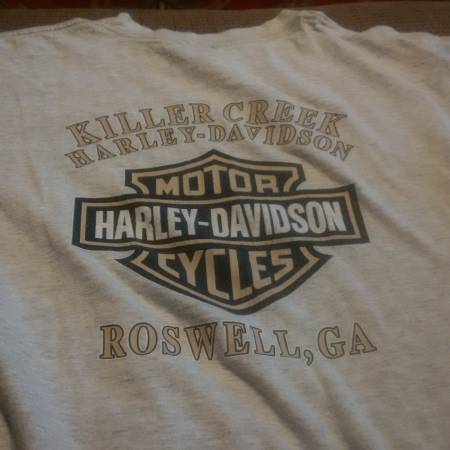 KILLER CREEK
HARLEY-DAVIDSON
MOTOR
HARLEY-DAVIDSON
CYCLES
ROSWELL, GA